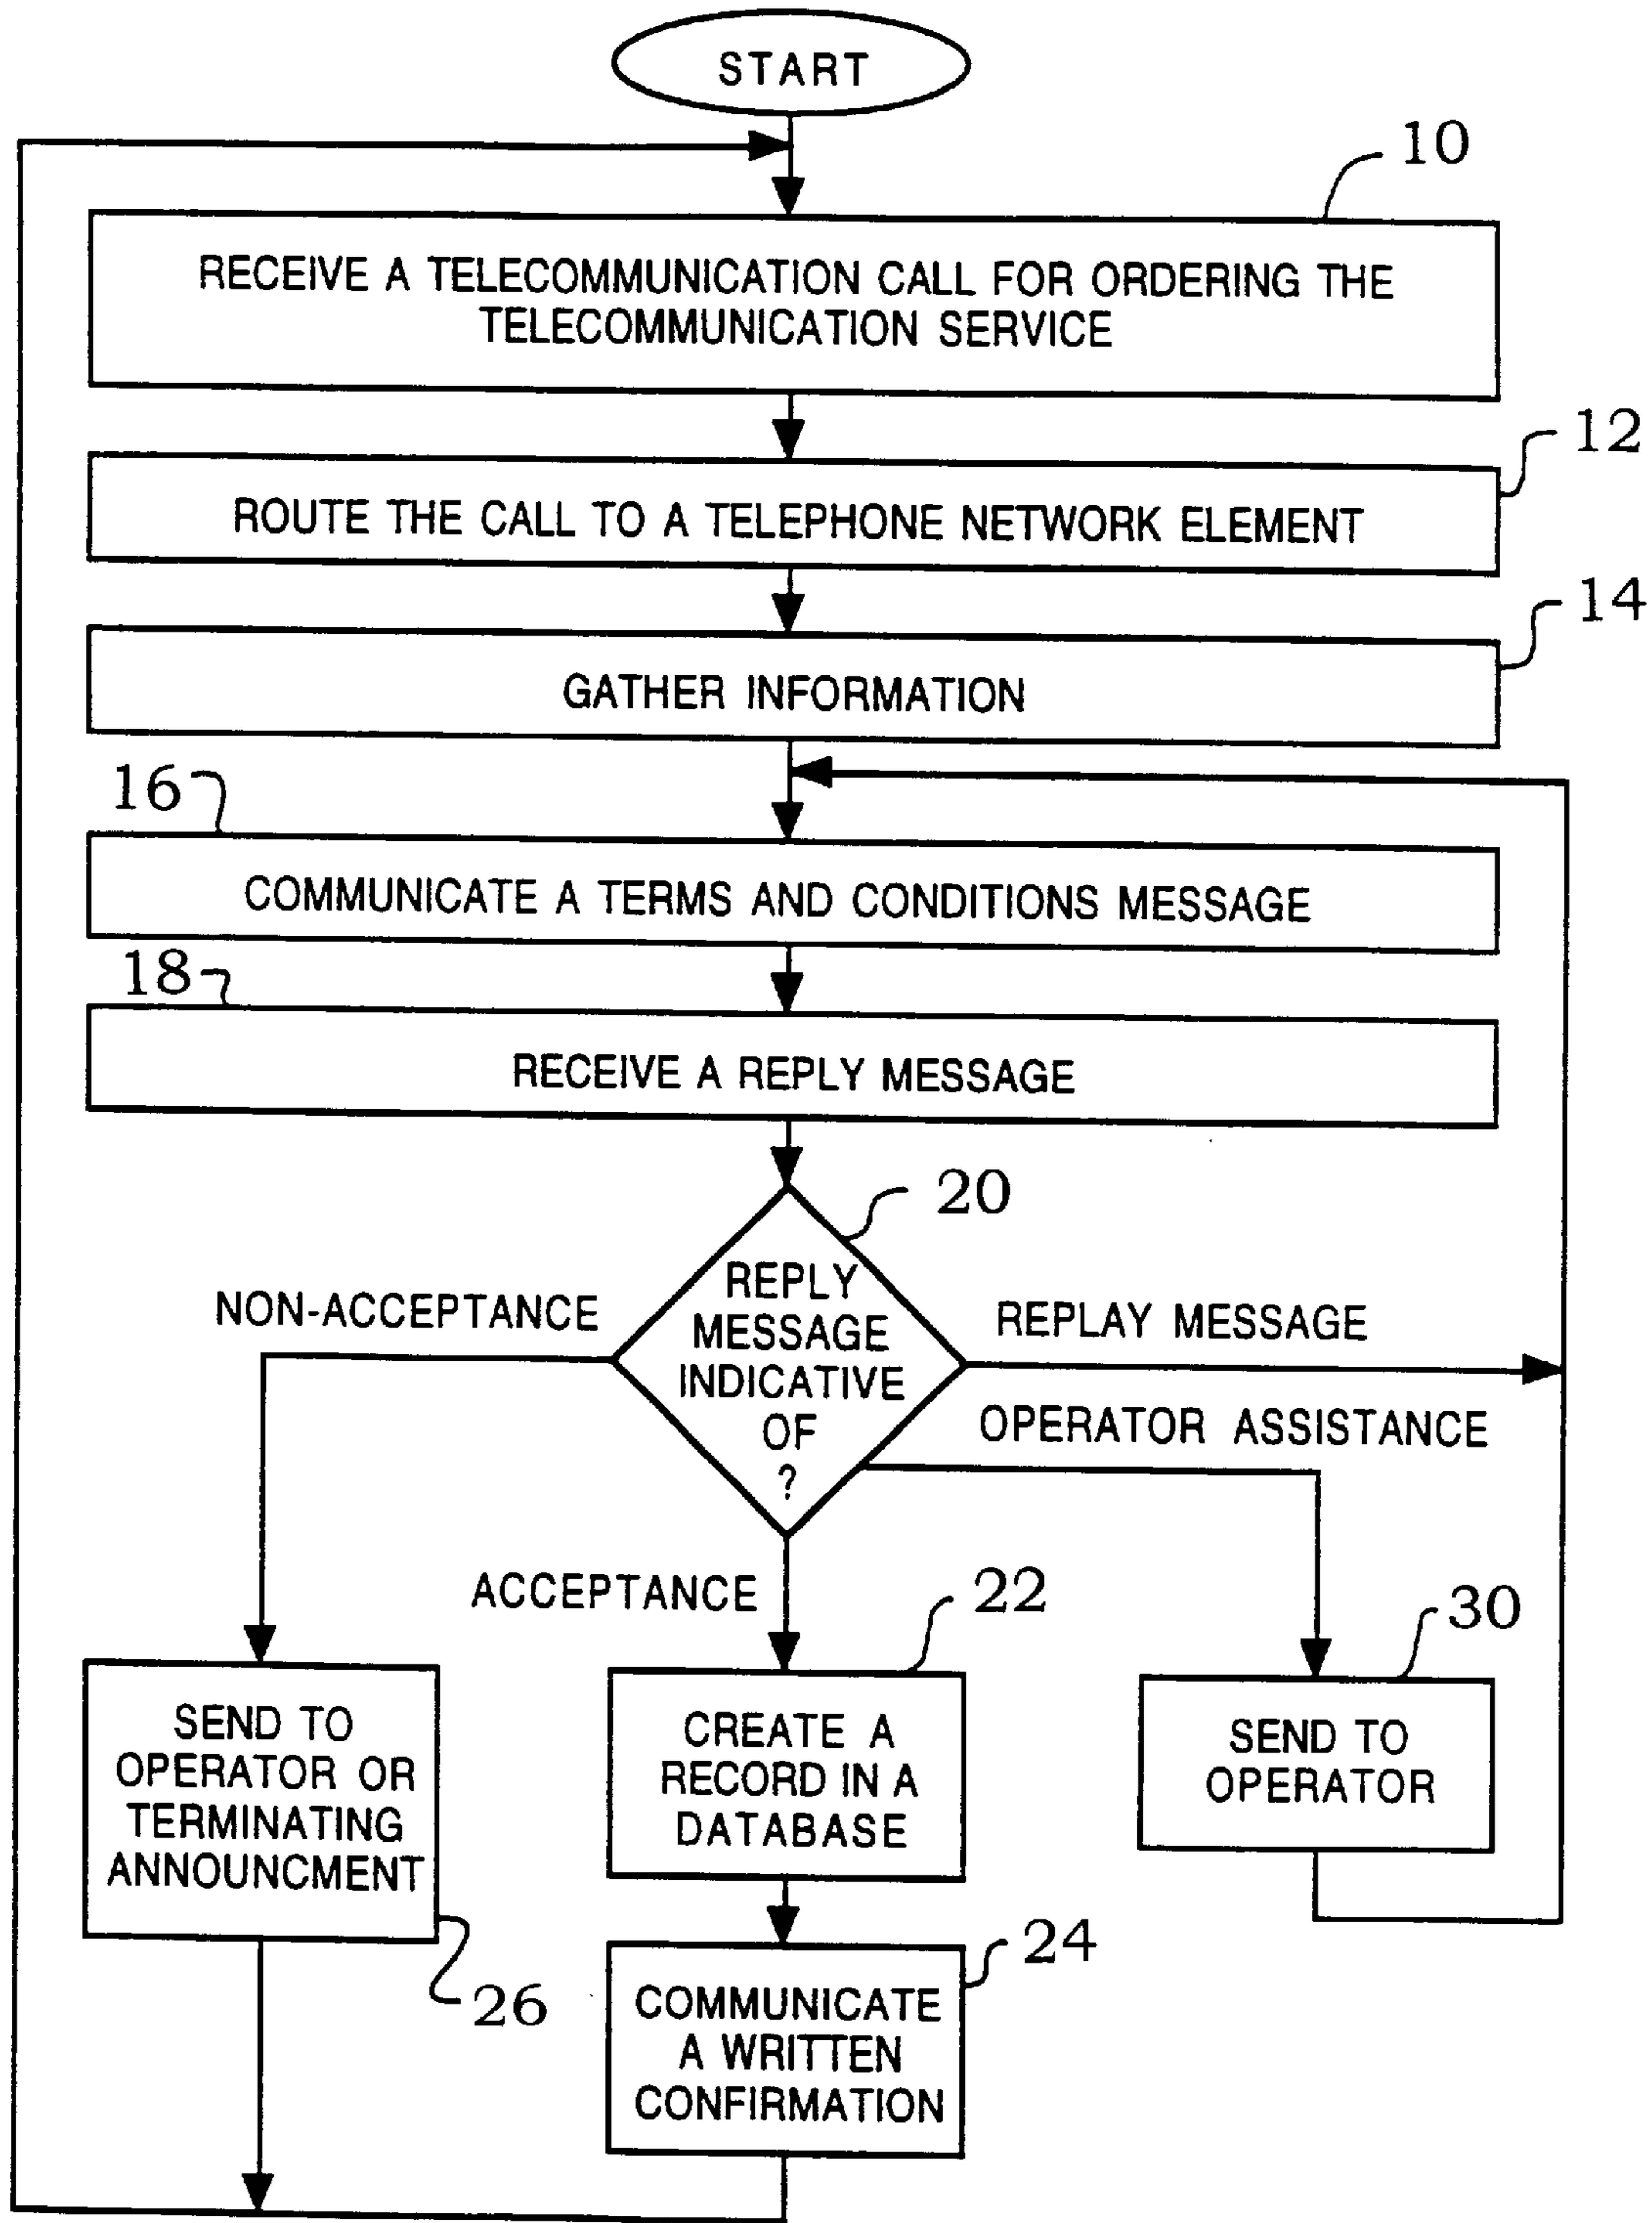 START
10
RECEIVE A TELECOMMUNICATION CALL FOR ORDERING THE
TELECOMMUNICATION SERVICE
12
ROUTE THE CALL TO A TELEPHONE NETWORK ELEMENT
14
GATHER INFORMATION
16
COMMUNICATE A TERMS AND CONDITIONS MESSAGE
18
RECEIVE A REPLY MESSAGE
20
REPLY
MESSAGE
INDICATIVE
OF
?
NON-ACCEPTANCE
REPLAY MESSAGE
OPERATOR ASSISTANCE
ACCEPTANCE
22
30
SEND TO
OPERATOR OR
TERMINATING
ANNOUNCMENT
26
CREATE A
RECORD IN A
DATABASE
SEND TO
OPERATOR
24
COMMUNICATE
A WRITTEN
CONFIRMATION